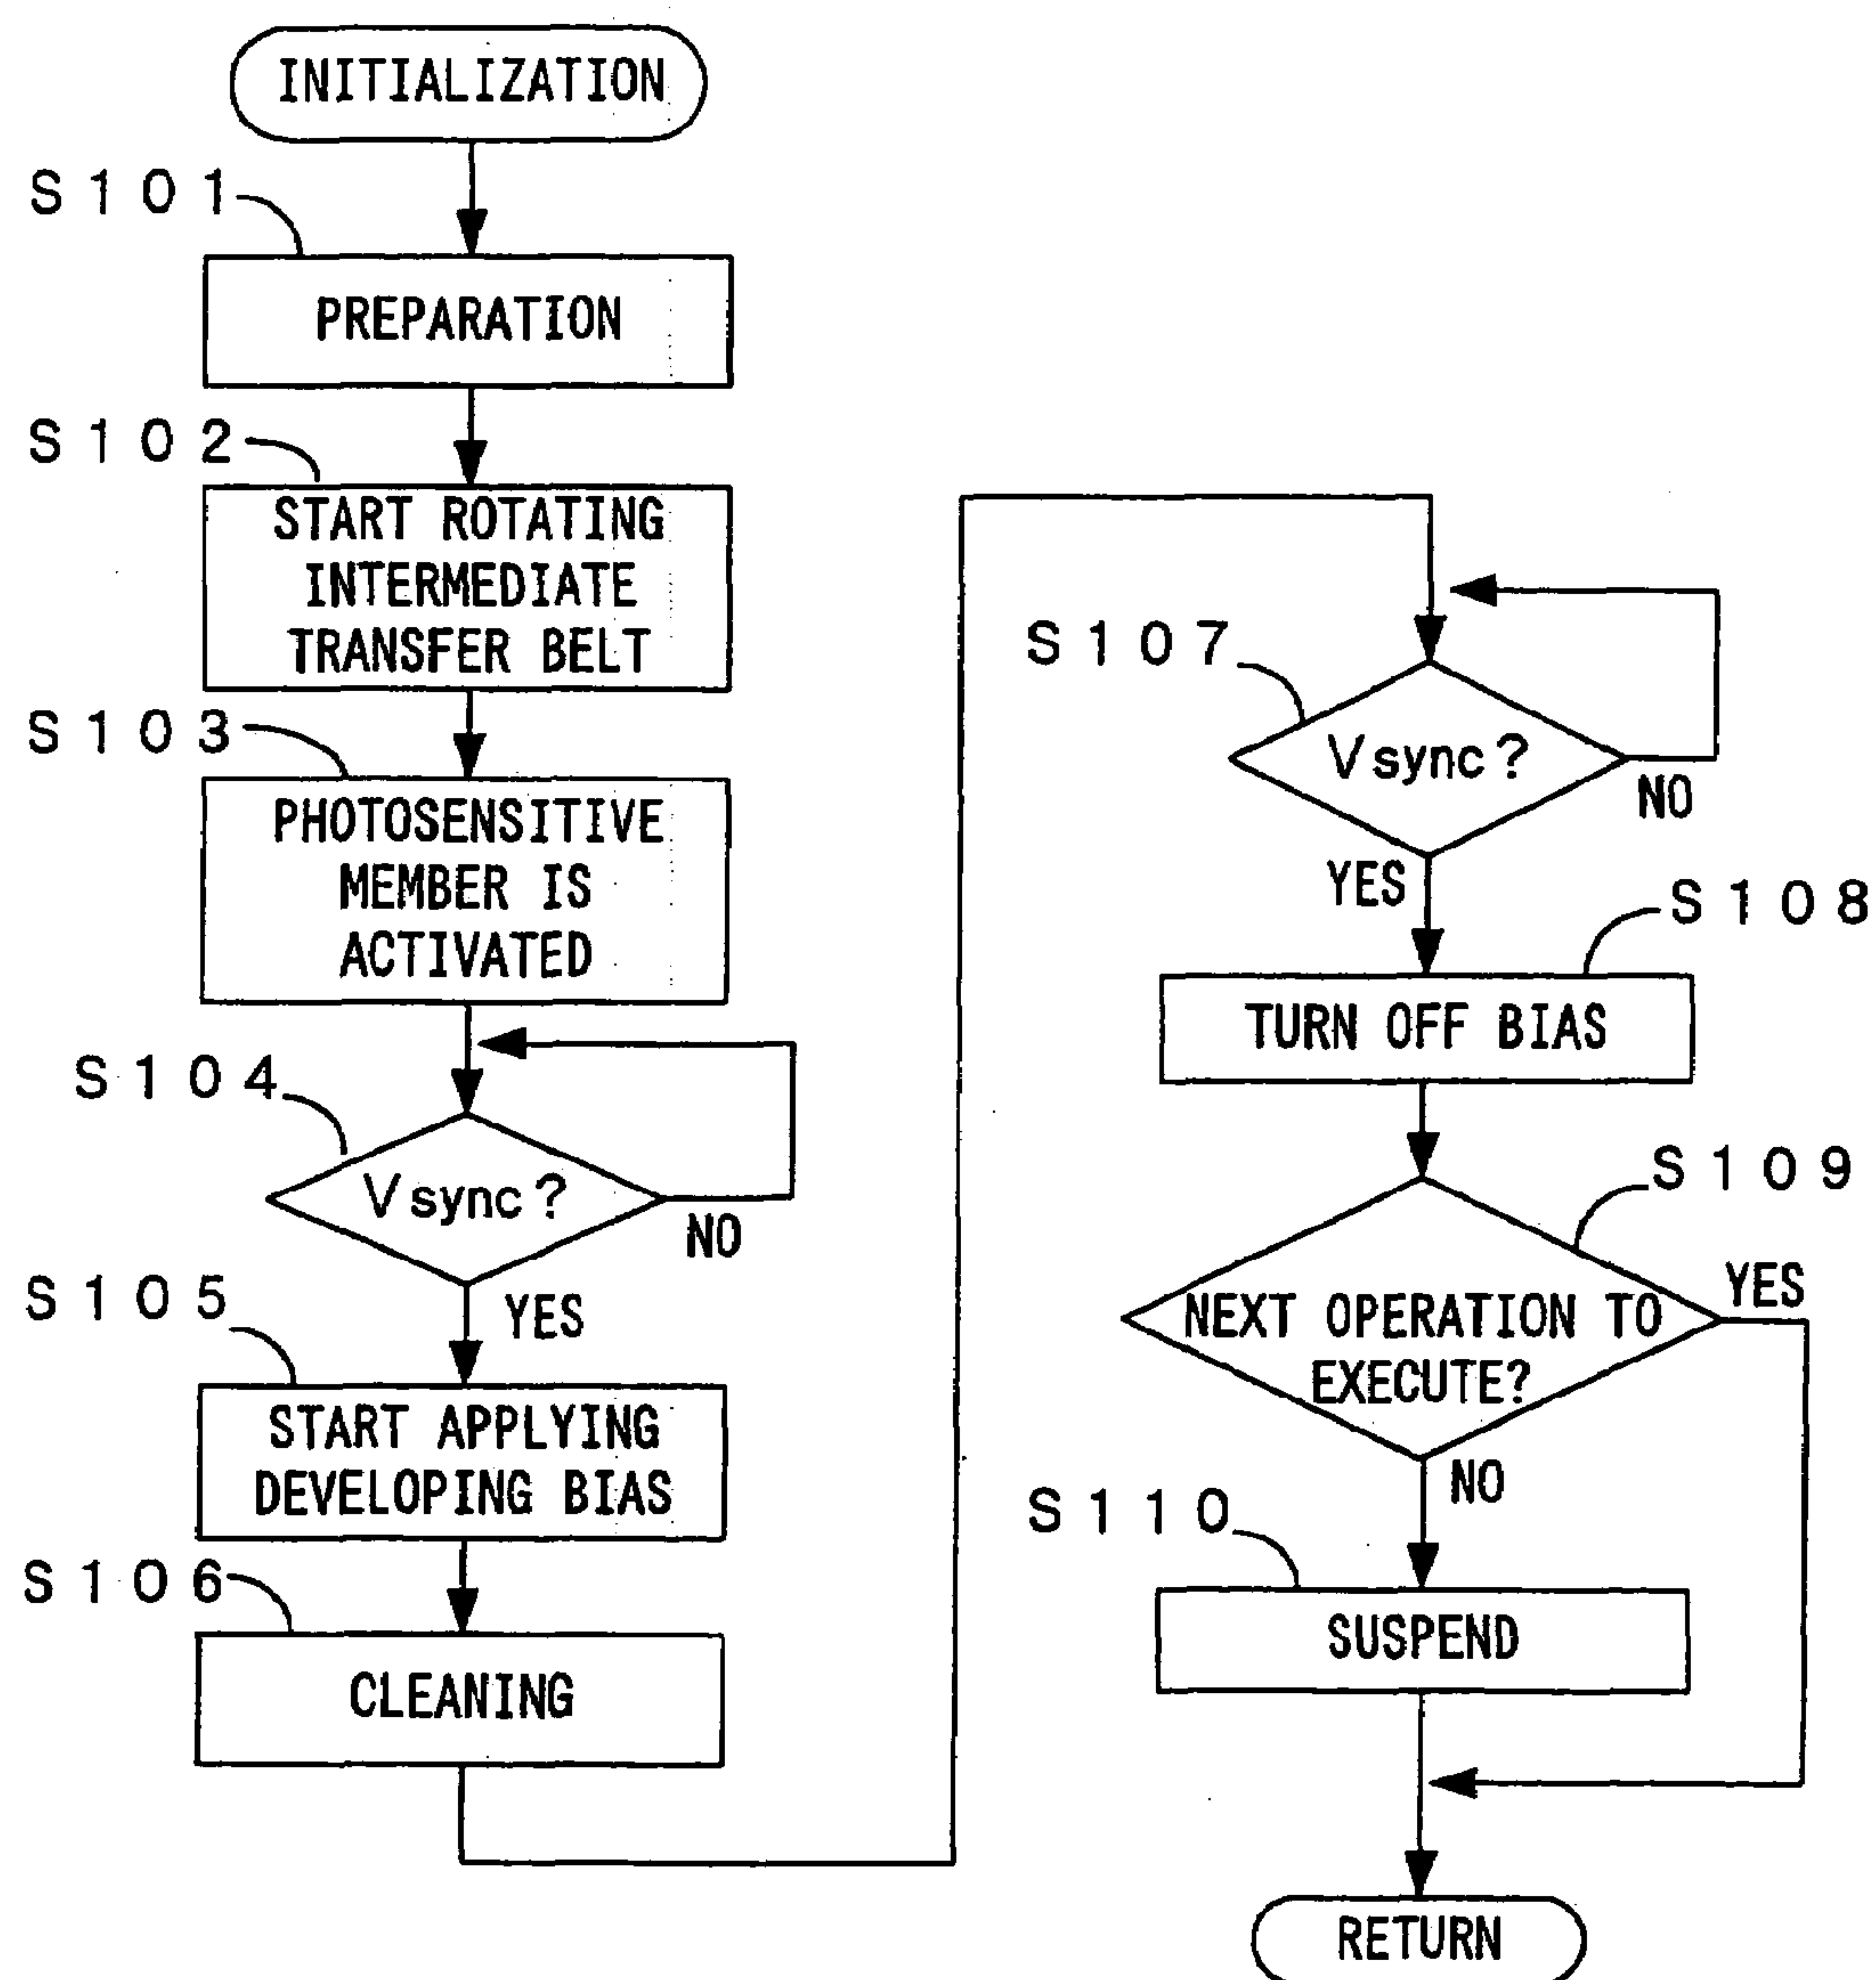 INITIALIZATION
S101
PREPARATION
S102
START ROTATING
INTERMEDIATE
TRANSFER BELT
S103
PHOTOSENSITIVE
MEMBER IS
ACTIVATED
S104
Vsync?
NO
YES
S105
START APPLYING
DEVELOPING BIAS
S106
CLEANING
S107
Vsync?
NO
YES
S108
TURN OFF BIAS
S109
NEXT OPERATION TO
EXECUTE?
YES
NO
S110
SUSPEND
RETURN